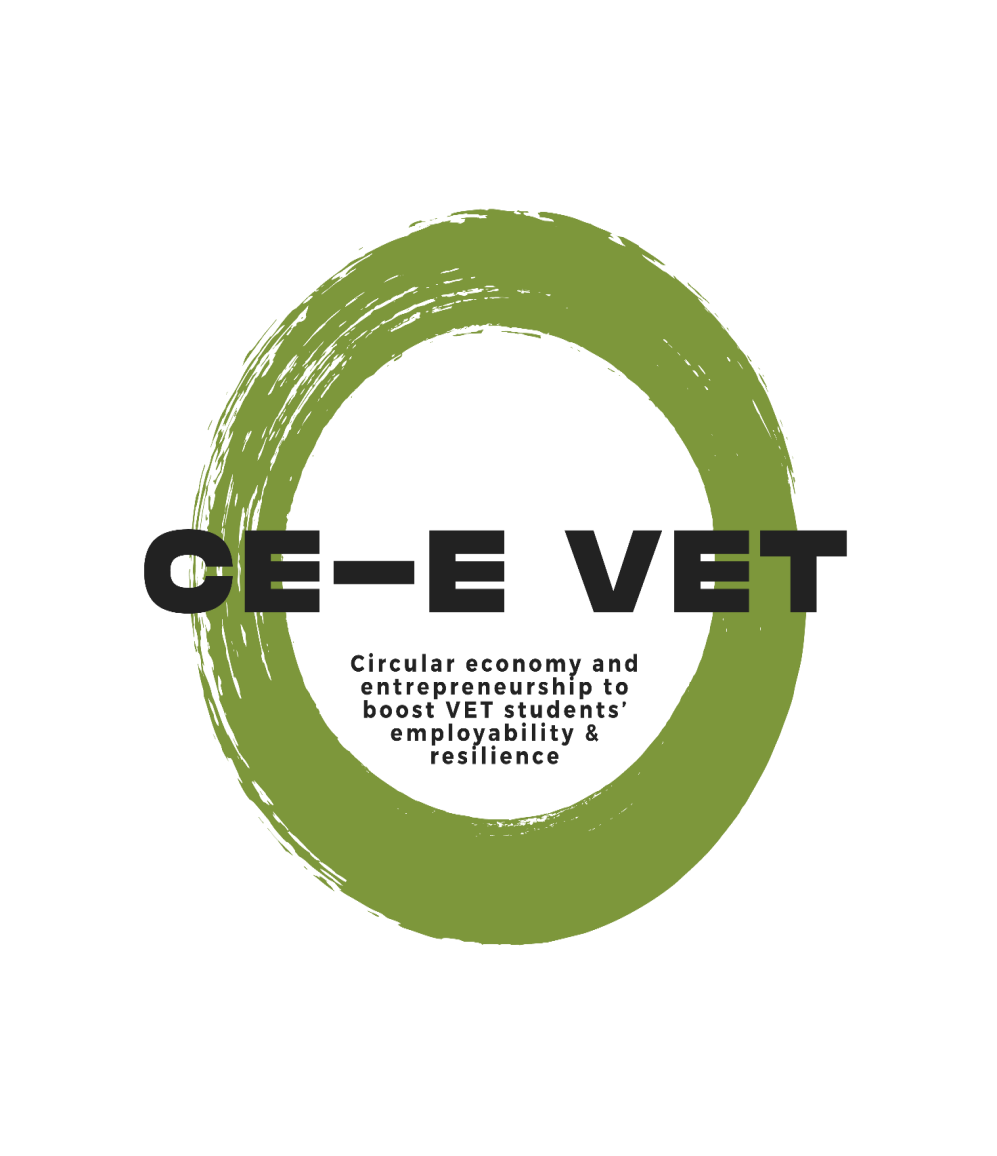 CE–E VET
Circular economy and
entrepreneurship to
boost VET students’
employability &
resilience